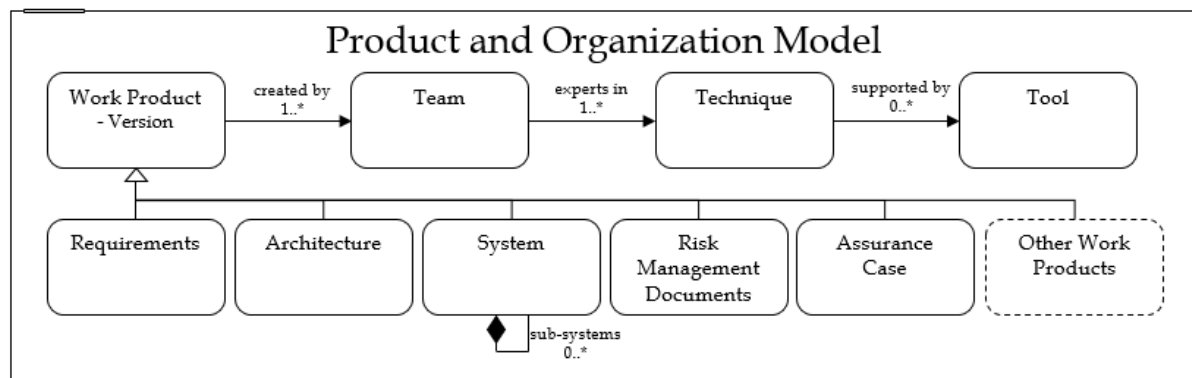 Product and Organization Model
Work Product
- Version
created by
1..*
Team
experts in
1..*
Technique
supported by
0..*
Tool
Requirements
Architecture
System
Risk
Management
Documents
Assurance
Case
Other Work
Products
sub-systems
0..*